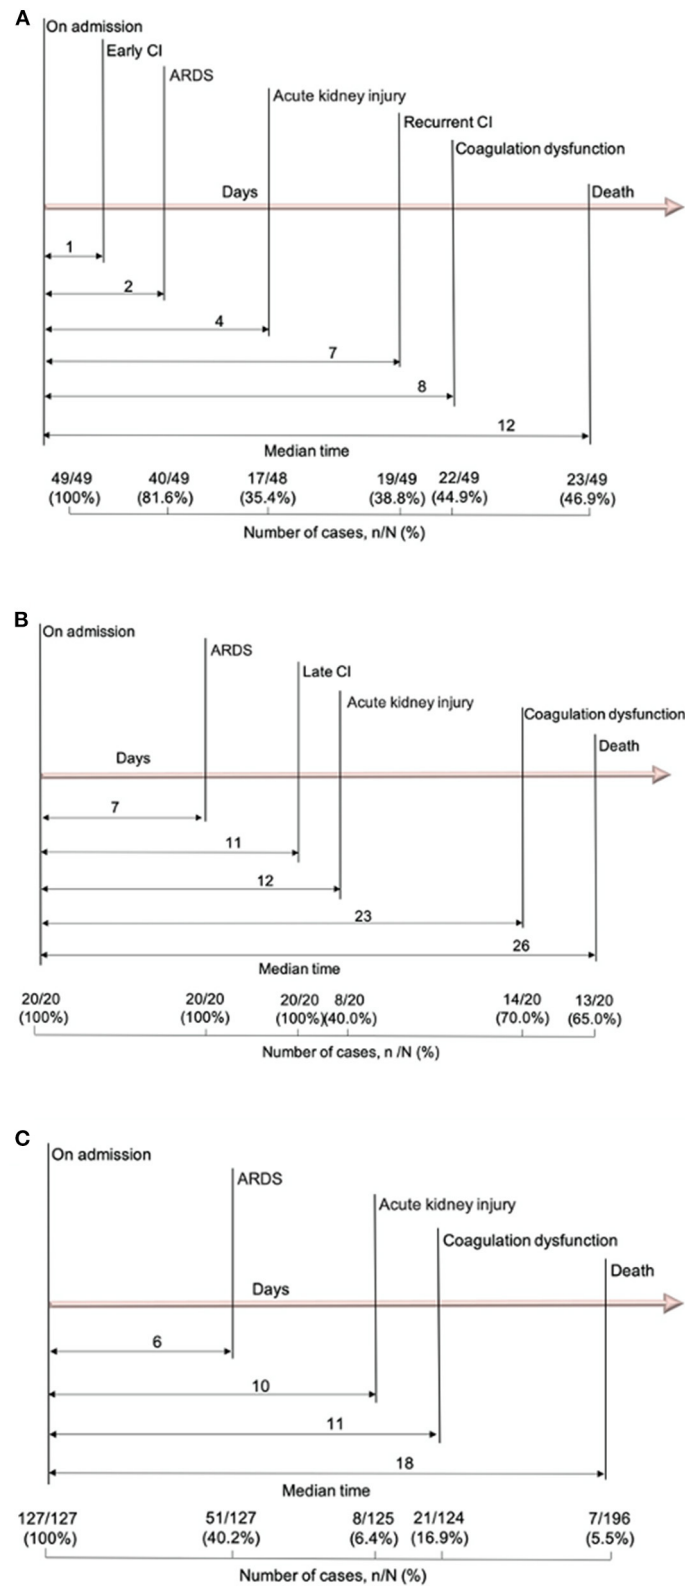 A
On admission
Early CI
ARDS
Acute kidney injury
Recurrent CI
Coagulation dysfunction
Days
Death
1
2
4
7
8
12
Median time
49/49 40/49 17/48 19/49 22/49 23/49
(100%) (81.6%) (35.4%) (38.8%) (44.9%) (46.9%)
Number of cases, n/N (%)
B
On admission
ARDS
Late CI
Acute kidney injury
Coagulation dysfunction
Death
Days
7
11
12
23
26
Median time
20/20 20/20 20/20 8/20 14/20 13/20
(100%) (100%) (100%)(40.0%) (70.0%) (65.0%)
Number of cases, n /N (%)
C
On admission
ARDS
Acute kidney injury
Coagulation dysfunction
Death
Days
6
10
11
18
Median time
127/127 51/127 8/125 21/124 7/196
(100%) (40.2%) (6.4%) (16.9%) (5.5%)
Number of cases, n/N (%)